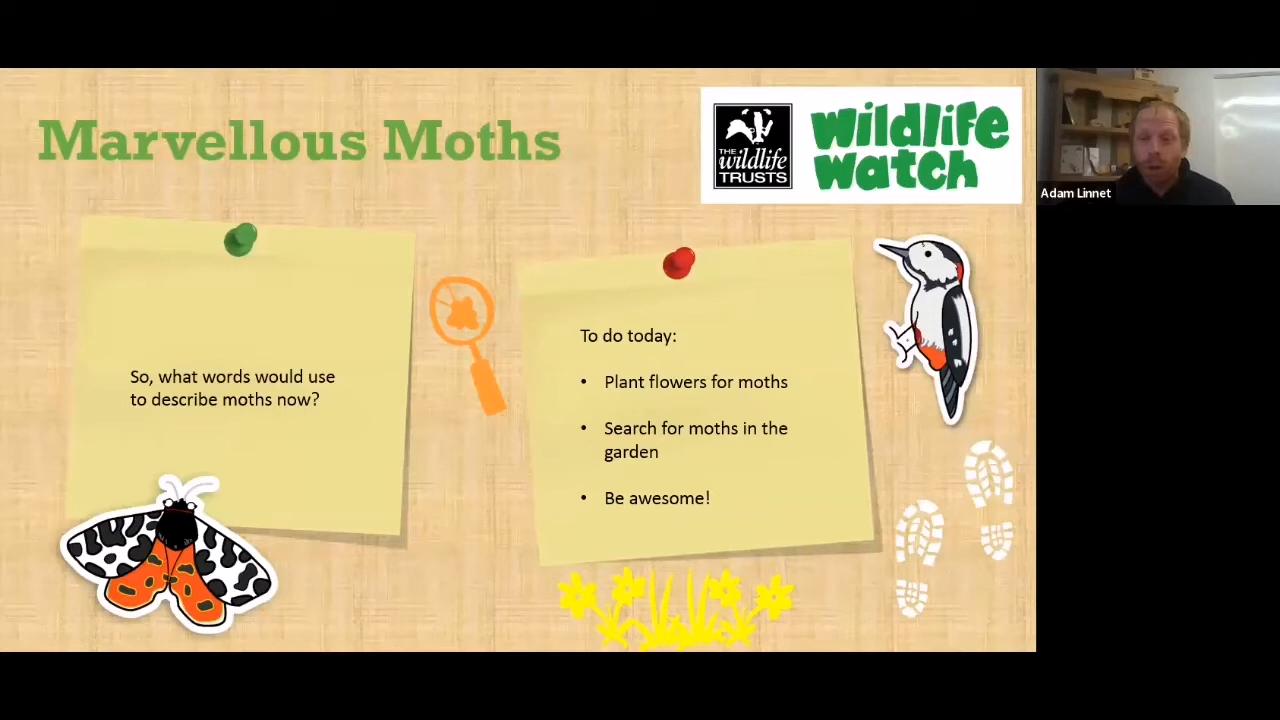 Marvellous Moths
THE
wildlife
TRUSTS
wildlife
watch
Adam Linnet
So, what words would use
to describe moths now?
To do today:
• Plant flowers for moths
• Search for moths in the
garden
• Be awesome!